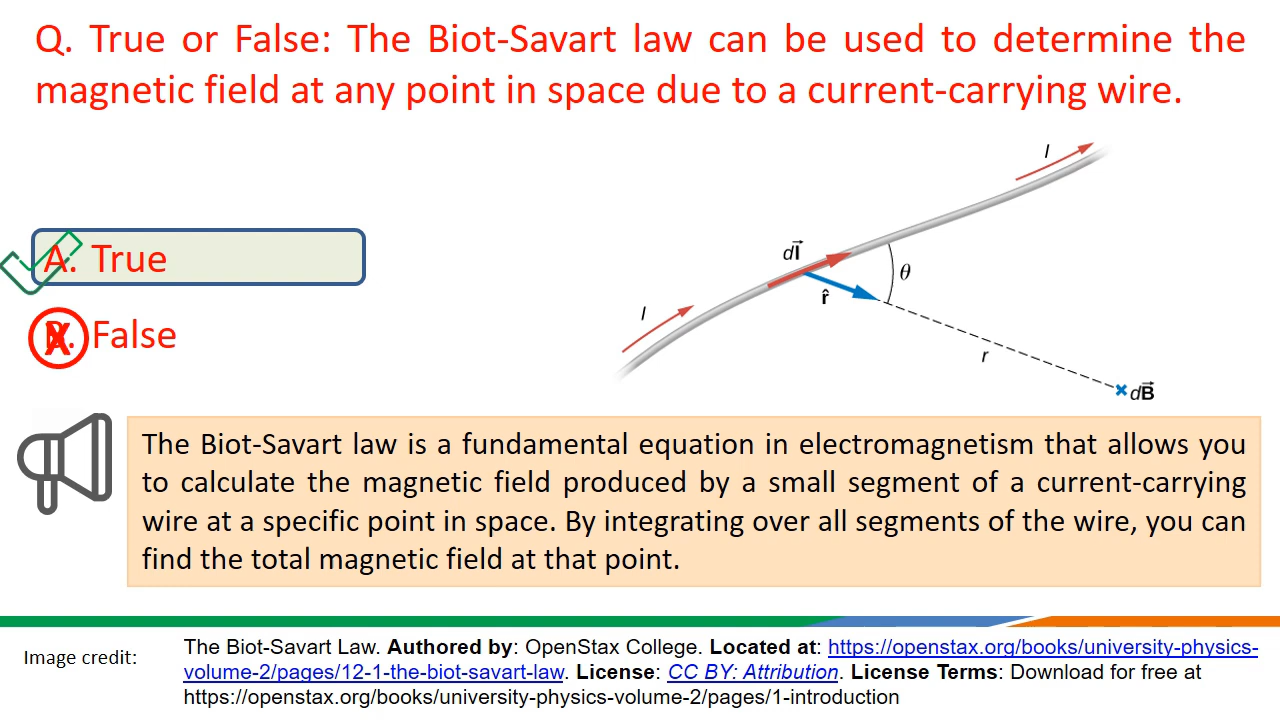 Q. True or False: The Biot-Savart law can be used to determine the
magnetic field at any point in space due to a current-carrying wire.
I
dl⃗
θ
r̂
I
r
dB⃗
A. True
X. False
The Biot-Savart law is a fundamental equation in electromagnetism that allows you
to calculate the magnetic field produced by a small segment of a current-carrying
wire at a specific point in space. By integrating over all segments of the wire, you can
find the total magnetic field at that point.
Image credit:
The Biot-Savart Law. Authored by: OpenStax College. Located at: https://openstax.org/books/university-physics-
volume-2/pages/12-1-the-biot-savart-law. License: CC BY: Attribution. License Terms: Download for free at
https://openstax.org/books/university-physics-volume-2/pages/1-introduction